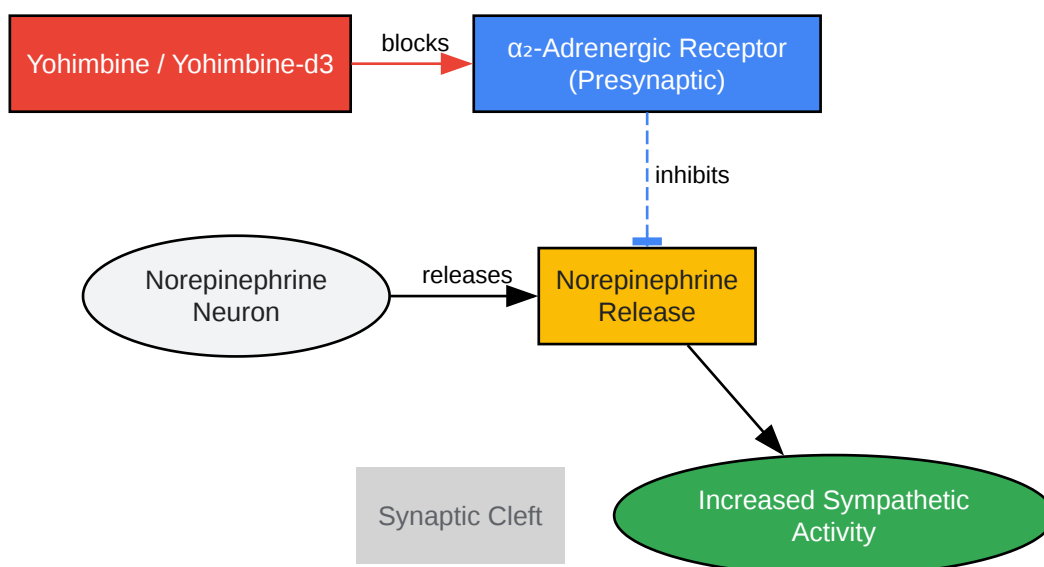 Yohimbine / Yohimbine-d3
blocks
α₂-Adrenergic Receptor
(Presynaptic)
inhibits
Norepinephrine
Neuron
releases
Norepinephrine
Release
Synaptic Cleft
Increased Sympathetic
Activity